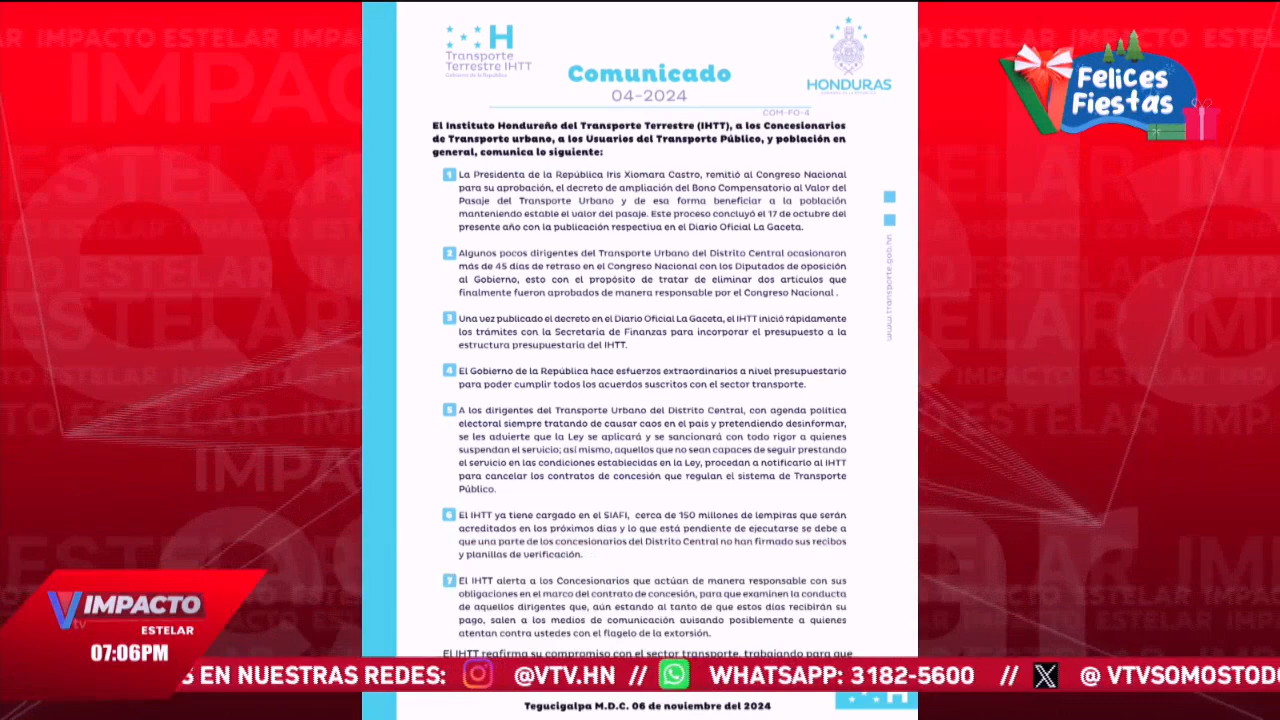 H
Transporte
Terrestre IHTT
Gobierno de la República
Comunicado
04-2024
HONDURAS
COM-FO-4
El Instituto Hondureño del Transporte Terrestre (IHTT), a los Concesionarios
de Transporte urbano, a los Usuarios del Transporte Público, y población en
general, comunica lo siguiente:
1 La Presidenta de la República Iris Xiomara Castro, remitió al Congreso Nacional
para su aprobación, el decreto de ampliación del Bono Compensatorio al Valor del
Pasaje del Transporte Urbano y de esa forma beneficiar a la población
manteniendo estable el valor del pasaje. Este proceso concluyó el 17 de octubre del
presente año con la publicación respectiva en el Diario Oficial La Gaceta.
2 Algunos pocos dirigentes del Transporte Urbano del Distrito Central ocasionaron
más de 45 días de retraso en el Congreso Nacional con los Diputados de oposición
al Gobierno, esto con el propósito de tratar de eliminar dos artículos que
finalmente fueron aprobados de manera responsable por el Congreso Nacional .
3 Una vez publicado el decreto en el Diario Oficial La Gaceta, el IHTT inició rápidamente
los trámites con la Secretaria de Finanzas para incorporar el presupuesto a la
estructura presupuestaria del IHTT.
4 El Gobierno de la República hace esfuerzos extraordinarios a nivel presupuestario
para poder cumplir todos los acuerdos suscritos con el sector transporte.
5 A los dirigentes del Transporte Urbano del Distrito Central, con agenda política
electoral siempre tratando de causar caos en el país y pretendiendo desinformar,
se les advierte que la Ley se aplicará y se sancionará con todo rigor a quienes
suspendan el servicio; así mismo, aquellos que no sean capaces de seguir prestando
el servicio en las condiciones establecidas en la Ley, procedan a notificarlo al IHTT
para cancelar los contratos de concesión que regulan el sistema de Transporte
Público.
6 El IHTT ya tiene cargado en el SIAFI, cerca de 150 millones de lempiras que serán
acreditados en los próximos días y lo que está pendiente de ejecutarse se debe a
que una parte de los concesionarios del Distrito Central no han firmado sus recibos
y planillas de verificación.
7 El IHTT alerta a los Concesionarios que actúan de manera responsable con sus
obligaciones en el marco del contrato de concesión, para que examinen la conducta
de aquellos dirigentes que, aún estando al tanto de que estos días recibirán su
pago, salen a los medios de comunicación avisando posiblemente a quienes
atentan contra ustedes con el flagelo de la extorsión.
El IHTT reafirma su compromiso con el sector transporte, trabajando para que
Tegucigalpa M.D.C. 06 de noviembre del 2024
www.transporte.gob.hn
Felices
Fiestas
Vtv IMPACTO
ESTELAR
07:06PM
S EN NUESTRAS REDES: @VTV.HN // WHATSAPP: 3182-5600 // X @ VTVSOMOSTOD
IMPACTO ESTELAR